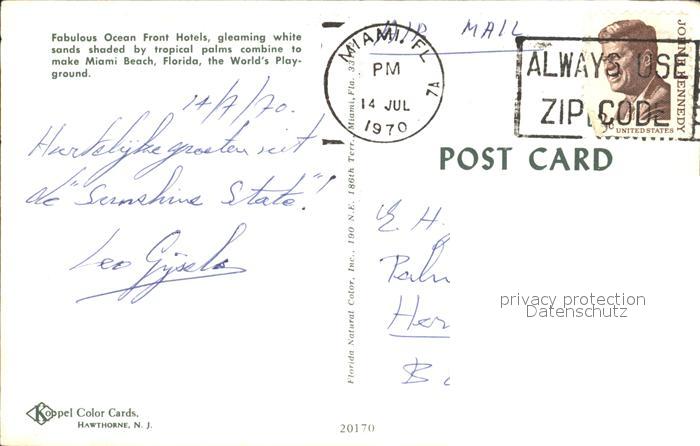 Fabulous Ocean Front Hotels, gleaming white
sands shaded by tropical palms combine to
make Miami Beach, Florida, the World's Play-
ground.
14/7/70.
Hartelijke groeten uit
de "Sunshine State"!
Leo
Koppel Color Cards,
HAWTHORNE, N. J.
Florida Natural Color, Inc., 190 N.E. 186th Terr., Miami, Fla. 33
MIAMI, FL
PM
14 JUL
1970
7A
AIR MAIL
ALWAYS USE
ZIP CODE
JOHN F. KENNEDY
UNITED STATES
POST CARD
E. H.
privacy protection
Datenschutz
20170